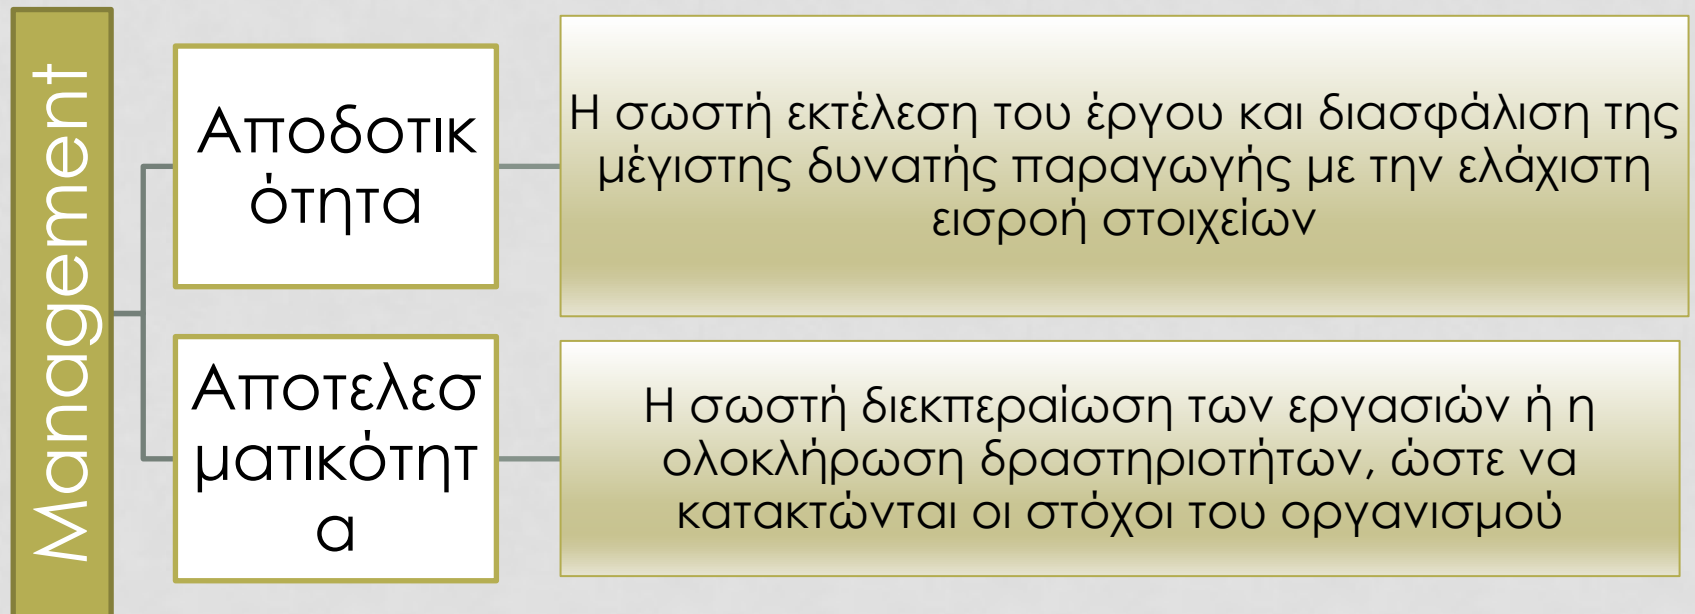 Management
Αποδοτικ
ότητα
Η σωστή εκτέλεση του έργου και διασφάλιση της
μέγιστης δυνατής παραγωγής με την ελάχιστη
εισροή στοιχείων
Αποτελεσ
ματικότητ
α
Η σωστή διεκπεραίωση των εργασιών ή η
ολοκλήρωση δραστηριοτήτων, ώστε να
κατακτώνται οι στόχοι του οργανισμού